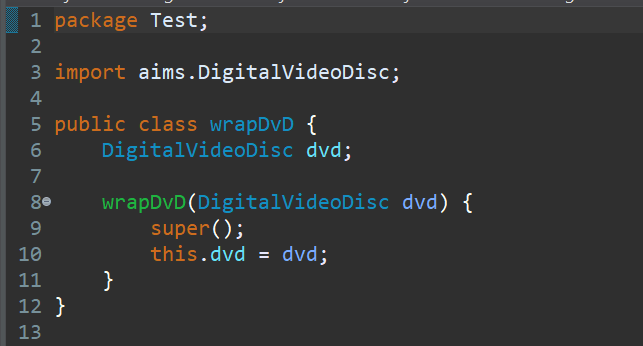 1 package Test;
2
3 import aims.DigitalVideoDisc;
4
5 public class wrapDvD {
6     DigitalVideoDisc dvd;
7
8     wrapDvD(DigitalVideoDisc dvd) {
9         super();
10         this.dvd = dvd;
11     }
12 }
13